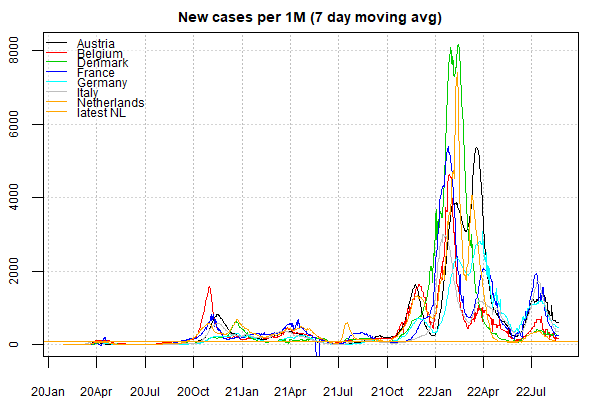 New cases per 1M (7 day moving avg)
Austria
Belgium
Denmark
France
Germany
Italy
Netherlands
latest NL
8000
6000
4000
2000
0
20Jan 20Apr 20Jul 20Oct 21Jan 21Apr 21Jul 21Oct 22Jan 22Apr 22Jul